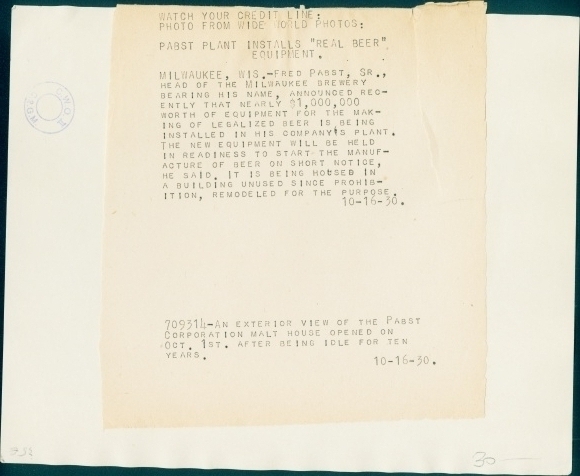 WATCH YOUR CREDIT LINE:
PHOTO FROM WIDE WORLD PHOTOS:
PABST PLANT INSTALLS "REAL BEER"
EQUIPMENT.
MILWAUKEE, WIS.-FRED PABST, SR.,
HEAD OF THE MILWAUKEE BREWERY
BEARING HIS NAME, ANNOUNCED REC-
ENTLY THAT NEARLY $1,000,000
WORTH OF EQUIPMENT FOR THE MAK-
ING OF LEGALIZED BEER IS BEING
INSTALLED IN HIS COMPANY'S PLANT.
THE NEW EQUIPMENT WILL BE HELD
IN READINESS TO START THE MANUF-
ACTURE OF BEER ON SHORT NOTICE,
HE SAID. IT IS BEING HOUSED IN
A BUILDING UNUSED SINCE PROHIB-
ITION, REMODELED FOR THE PURPOSE.
10-16-30.
709314-AN EXTERIOR VIEW OF THE PABST
CORPORATION MALT HOUSE OPENED ON
OCT. 1ST. AFTER BEING IDLE FOR TEN
YEARS.
10-16-30.
30